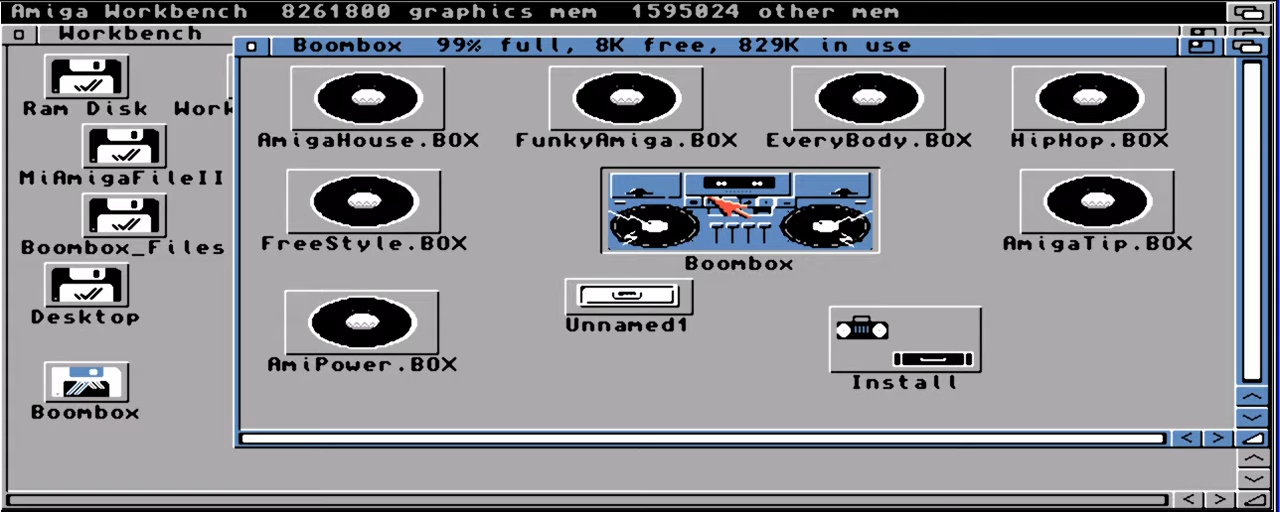 Amiga Workbench 8261800 graphics mem 1595024 other mem
Workbench
Boombox 99% full, 8K free, 829K in use
Ram Disk Work
MiAmigaFileII
Boombox_Files
Desktop
Boombox
AmigaHouse.BOX FunkyAmiga.BOX EveryBody.BOX HipHop.BOX
FreeStyle.BOX Boombox AmigaTip.BOX
Unnamed1
AmiPower.BOX Install